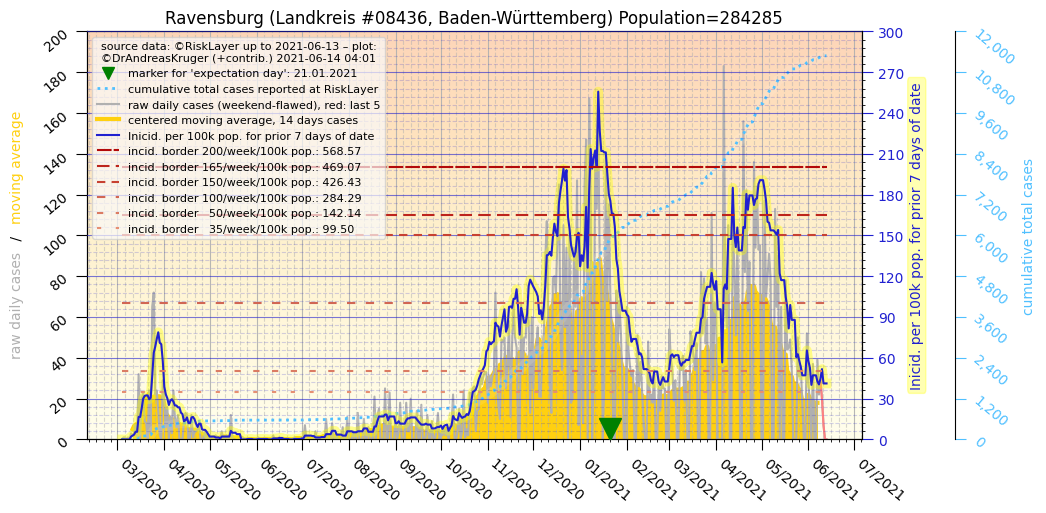 Ravensburg (Landkreis #08436, Baden-Württemberg) Population=284285
source data: ©RiskLayer up to 2021-06-13 – plot:
©DrAndreasKruger (+contrib.) 2021-06-14 04:01
marker for 'expectation day': 21.01.2021
cumulative total cases reported at RiskLayer
raw daily cases (weekend-flawed), red: last 5
centered moving average, 14 days cases
Inicid. per 100k pop. for prior 7 days of date
incid. border 200/week/100k pop.: 568.57
incid. border 165/week/100k pop.: 469.07
incid. border 150/week/100k pop.: 426.43
incid. border 100/week/100k pop.: 284.29
incid. border   50/week/100k pop.: 142.14
incid. border   35/week/100k pop.: 99.50
raw daily cases / moving average
200
180
160
140
120
100
80
60
40
20
0
03/2020
04/2020
05/2020
06/2020
07/2020
08/2020
09/2020
10/2020
11/2020
12/2020
01/2021
02/2021
03/2021
04/2021
05/2021
06/2021
07/2021
300
270
240
210
180
150
120
90
60
30
0
Inicid. per 100k pop. for prior 7 days of date
12,000
10,800
9,600
8,400
7,200
6,000
4,800
3,600
2,400
1,200
0
cumulative total cases